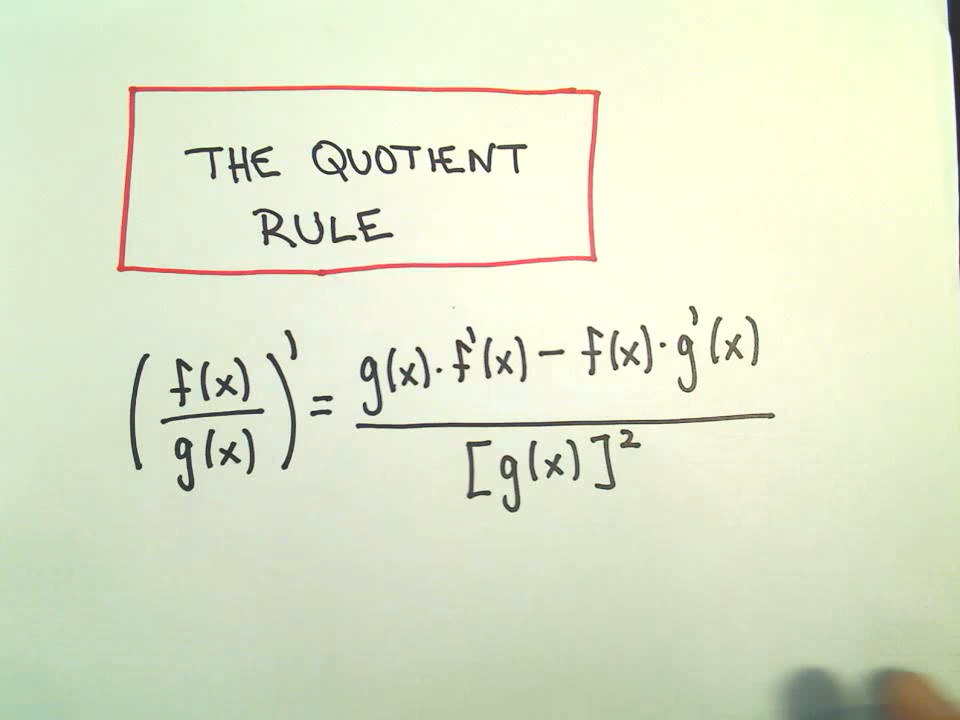 THE QUOTIENT
RULE
(f(x)/g(x))' = (g(x)·f'(x) − f(x)·g'(x))/[g(x)]²